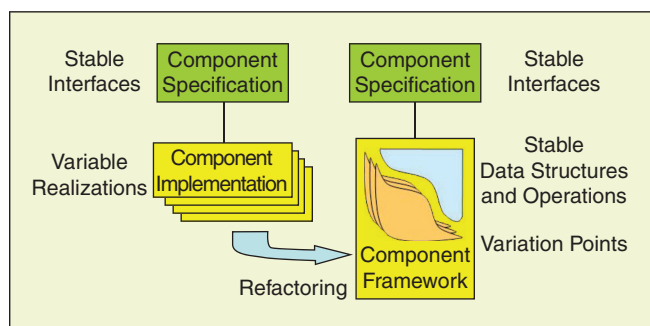 Stable
Interfaces
Component
Specification
Component
Specification
Stable
Interfaces
Variable
Realizations
Component
Implementation
Stable
Data Structures
and Operations
Variation Points
Component
Framework
Refactoring